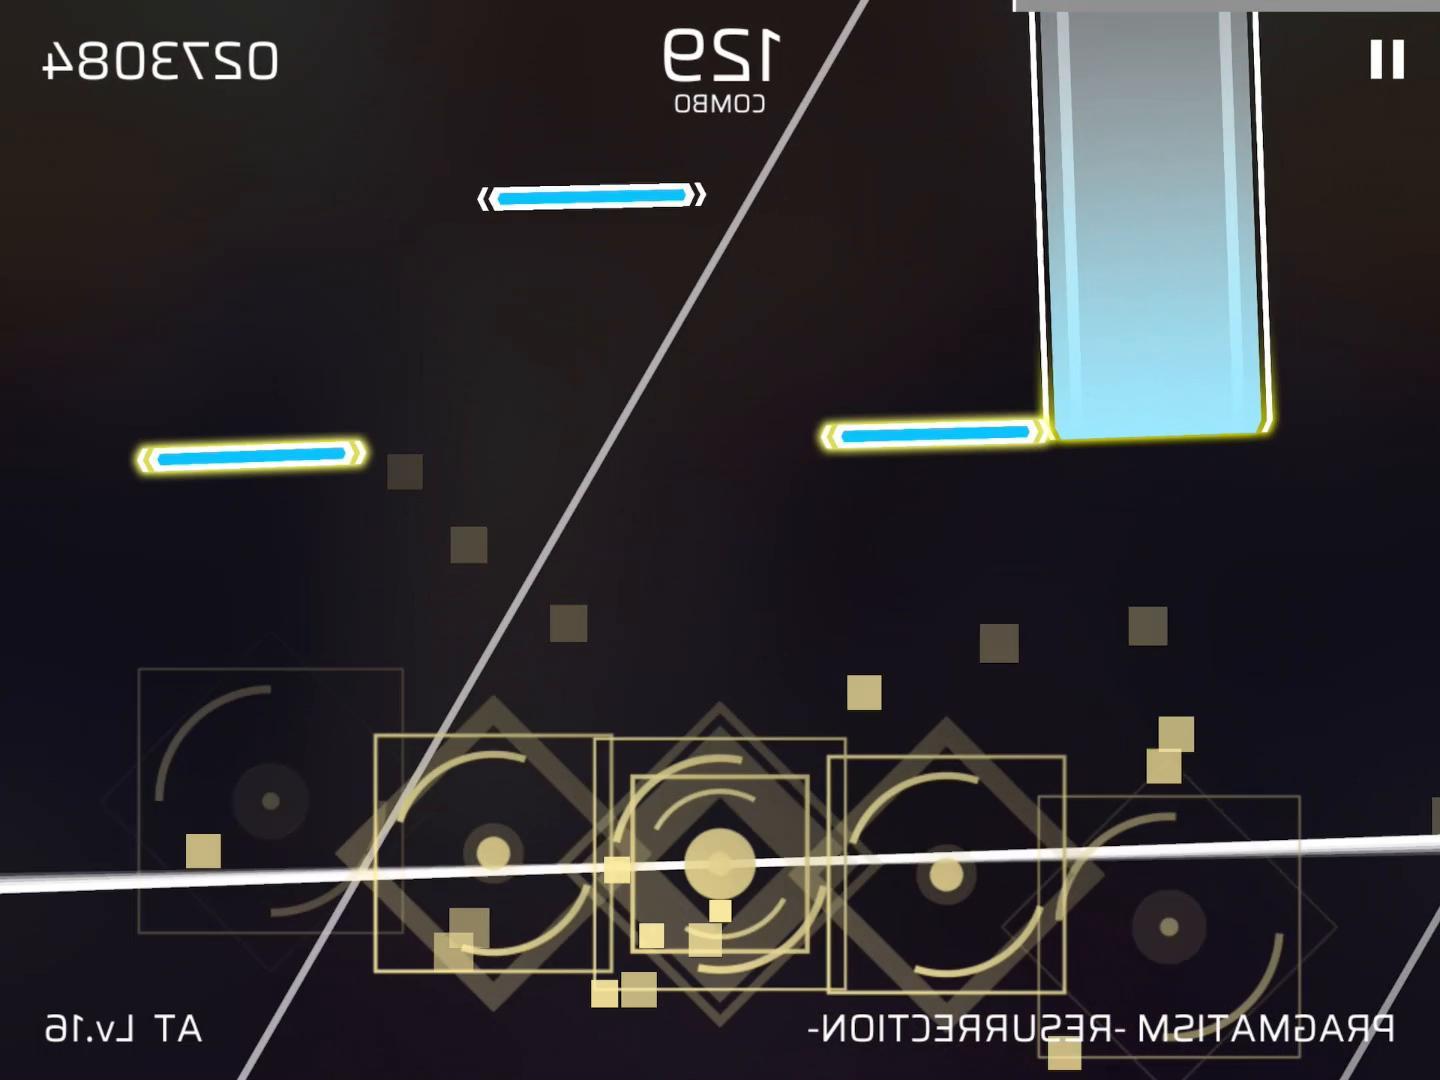 0273084
129
COMBO
AT Lv.16
PRAGMATISM -RESURRECTION-